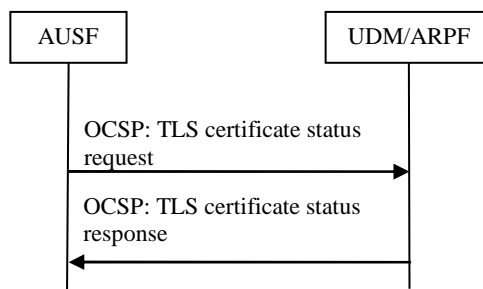 AUSF
UDM/ARPF
OCSP: TLS certificate status
request
OCSP: TLS certificate status
response